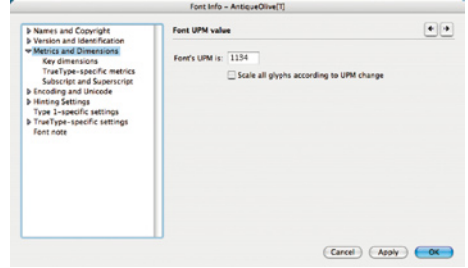 Font Info – AntiqueOlive[T]
Names and Copyright
Version and Identification
Metrics and Dimensions
Key dimensions
TrueType-specific metrics
Subscript and Superscript
Encoding and Unicode
Hinting Settings
Type 1-specific settings
TrueType-specific settings
Font note
Font UPM value
Font's UPM is: 1134
Scale all glyphs according to UPM change
Cancel Apply OK